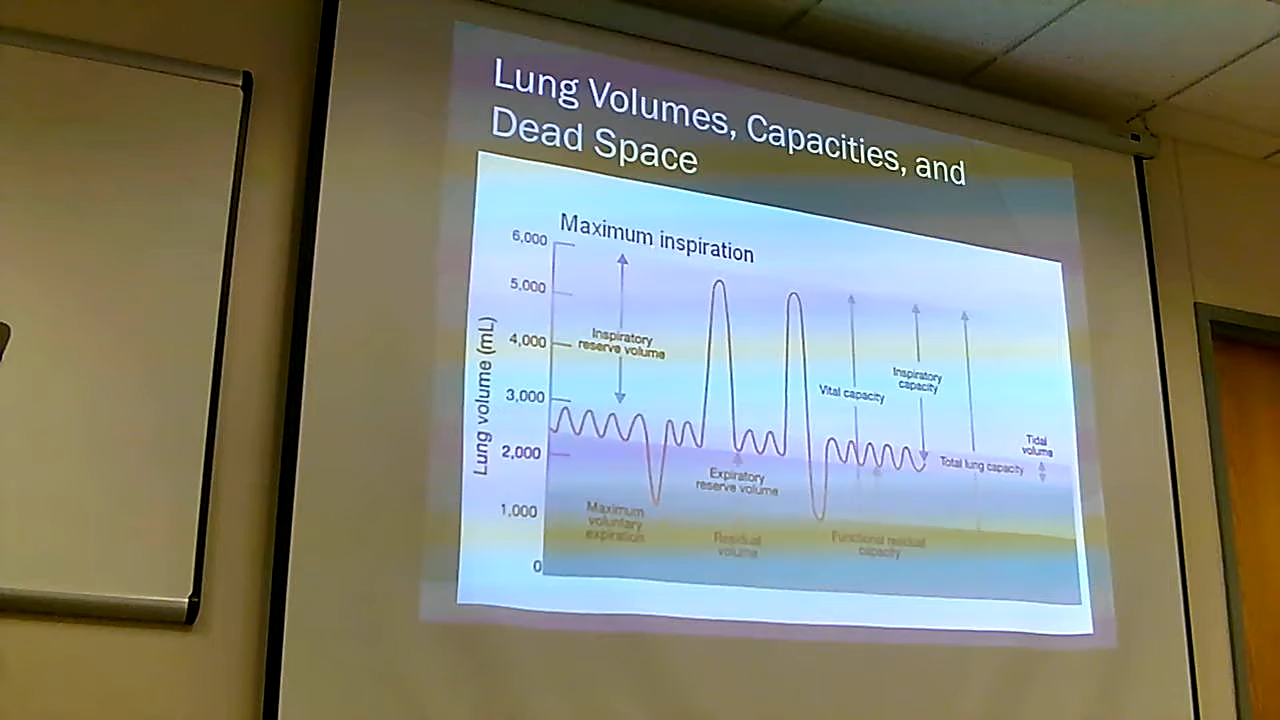 Lung Volumes, Capacities, and
Dead Space
Maximum inspiration
6,000
5,000
4,000
3,000
2,000
1,000
0
Lung volume (mL)
Inspiratory
reserve volume
Vital capacity
Inspiratory
capacity
Tidal
volume
Total lung capacity
Expiratory
reserve volume
Maximum
voluntary
expiration
Residual
volume
Functional residual
capacity